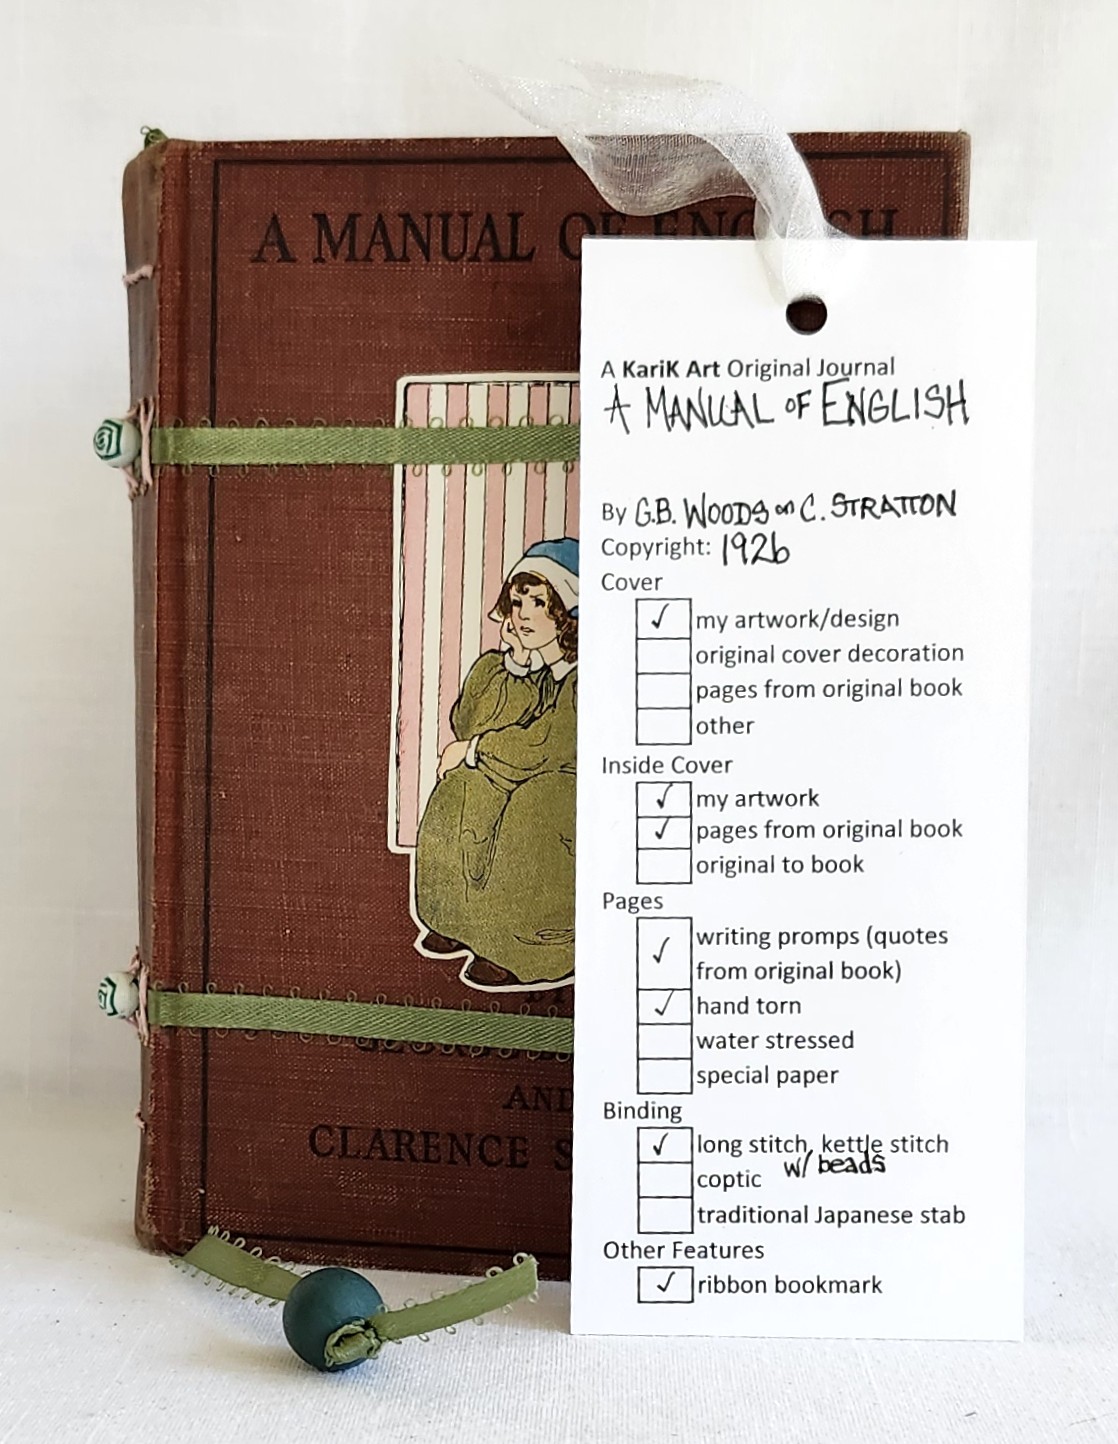 A MANUAL OF ENGLISH
A KariK Art Original Journal
A MANUAL OF ENGLISH
By G.B. WOODS an C. STRATTON
Copyright: 1926
Cover
✓ my artwork/design
original cover decoration
pages from original book
other
Inside Cover
✓ my artwork
✓ pages from original book
original to book
Pages
✓ writing promps (quotes
from original book)
✓ hand torn
water stressed
special paper
Binding
✓ long stitch, kettle stitch
w/ beads
coptic
traditional Japanese stab
Other Features
✓ ribbon bookmark
AND
CLARENCE S